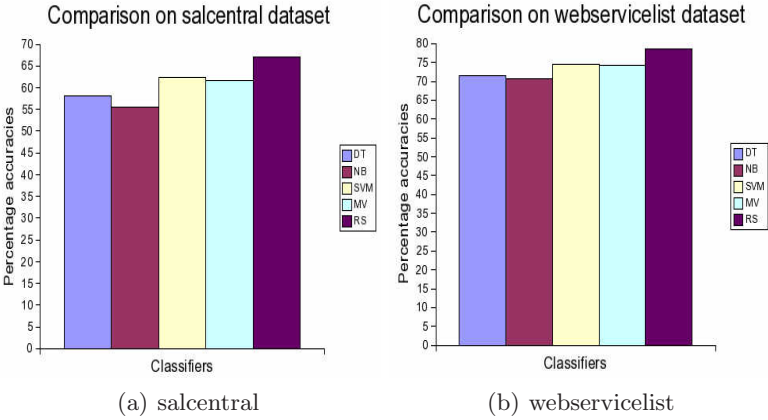 Comparison on salcentral dataset
Percentage accuracies
70
65
60
55
50
45
40
35
30
25
20
15
10
5
0
Classifiers
DT
NB
SVM
MV
RS
(a) salcentral
Comparison on webservicelist dataset
Percentage accuracies
80
75
70
65
60
55
50
45
40
35
30
25
20
15
10
5
0
Classifiers
DT
NB
SVM
MV
RS
(b) webservicelist